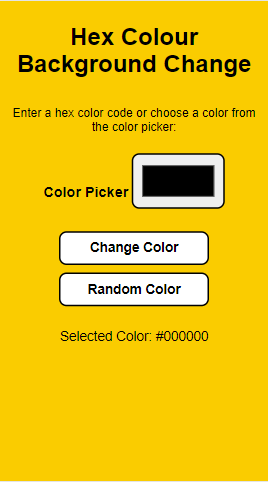 Hex Colour
Background Change
Enter a hex color code or choose a color from
the color picker:
Color Picker
Change Color
Random Color
Selected Color: #000000